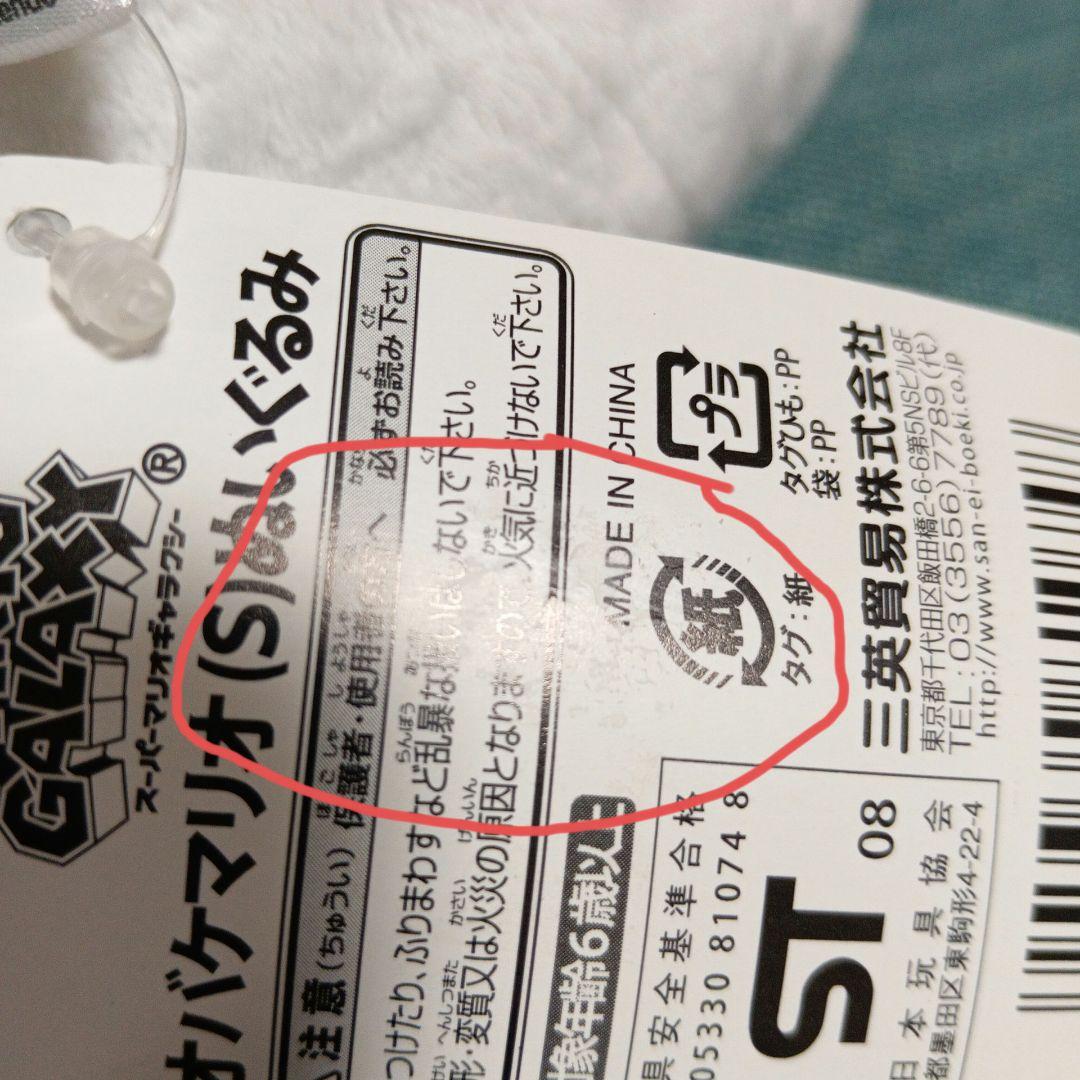 GALAXY®
スーパーマリオギャラクシー
オバケマリオ(S)ぬいぐるみ
注意(ちゅうい) 保護者・使用者 へ 必ずお読み下さい。
つけたり、ふりまわすなど乱暴な扱いはしないで下さい。
形・変質又は火災の原因となりますので、火気に近づけないで下さい。
対象年齢6歳以上
MADE IN CHINA
プラ
タグひも:PP
袋:PP
紙
タグ:紙
具安全基準合格
05330 81074 8
ST
08
日本玩具協会
都墨田区東駒形4-22-4
三英貿易株式会社
東京都千代田区飯田橋2-6-6第5NSビル8F
TEL:03(3556)7789(代)
http://www.san-ei-boeki.co.jp